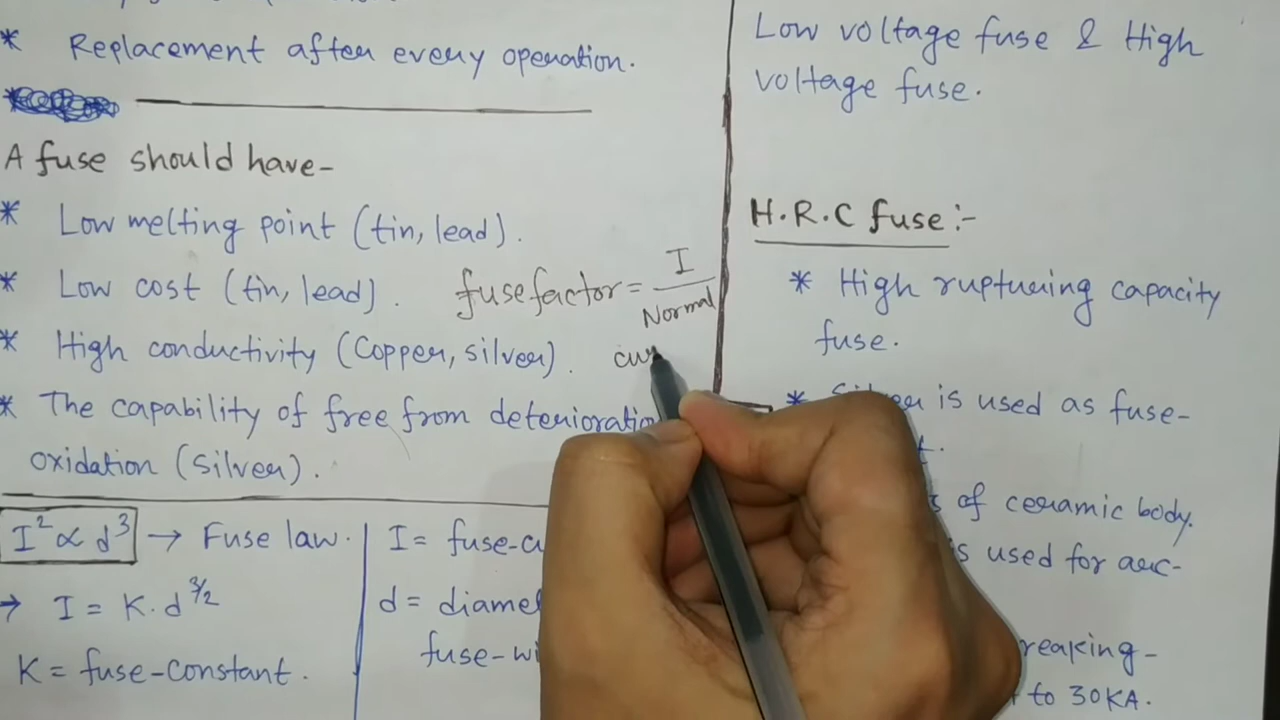 * Replacement after every operation.
A fuse should have-
* Low melting point (tin, lead).
* Low cost (tin, lead).
fuse factor = I / Normal
* High conductivity (Copper, silver).
* The capability of free from deterioratio
oxidation (silver).
I² ∝ d³ → Fuse law.
→ I = K. d^3/2
K = fuse-constant.
I = fuse-cu
d = diame
fuse-wi
Low voltage fuse & High
voltage fuse.
H.R.C fuse:-
* High rupturing capacity
fuse.
* is used as fuse-
of ceramic body.
is used for arc-
reaking-
to 30KA.